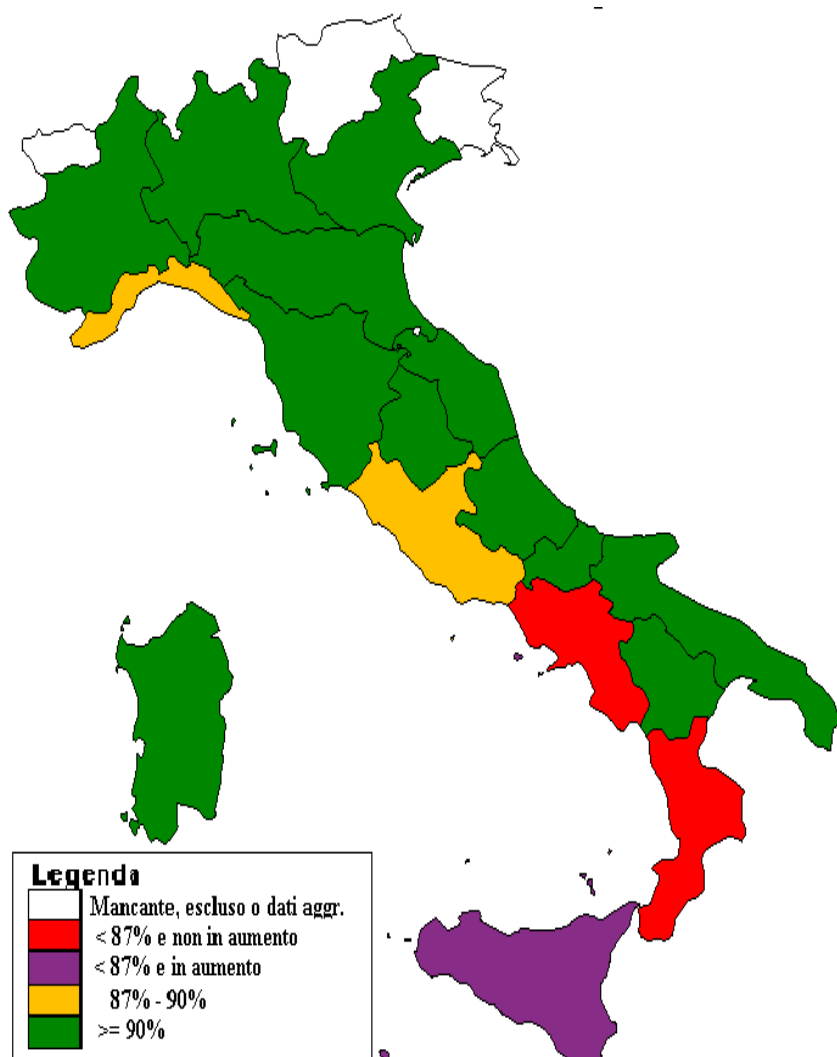 Legenda
Mancante, escluso o dati aggr.
< 87% e non in aumento
< 87% e in aumento
87% - 90%
>= 90%